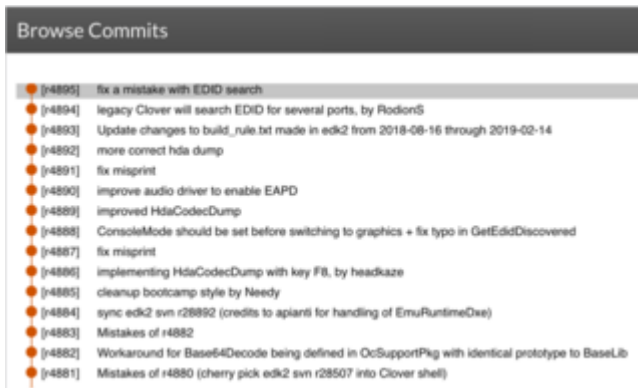 Browse Commits
[r4895] fix a mistake with EDID search
[r4894] legacy Clover will search EDID for several ports, by RodionS
[r4893] Update changes to build_rule.txt made in edk2 from 2018-08-16 through 2019-02-14
[r4892] more correct hda dump
[r4891] fix misprint
[r4890] improve audio driver to enable EAPD
[r4889] improved HdaCodecDump
[r4888] ConsoleMode should be set before switching to graphics + fix typo in GetEdidDiscovered
[r4887] fix misprint
[r4886] implementing HdaCodecDump with key F8, by headkaze
[r4885] cleanup bootcamp style by Needy
[r4884] sync edk2 svn r28892 (credits to apianti for handling of EmuRuntimeDxe)
[r4883] Mistakes of r4882
[r4882] Workaround for Base64Decode being defined in OcSupportPkg with identical prototype to BaseLib
[r4881] Mistakes of r4880 (cherry pick edk2 svn r28507 into Clover shell)